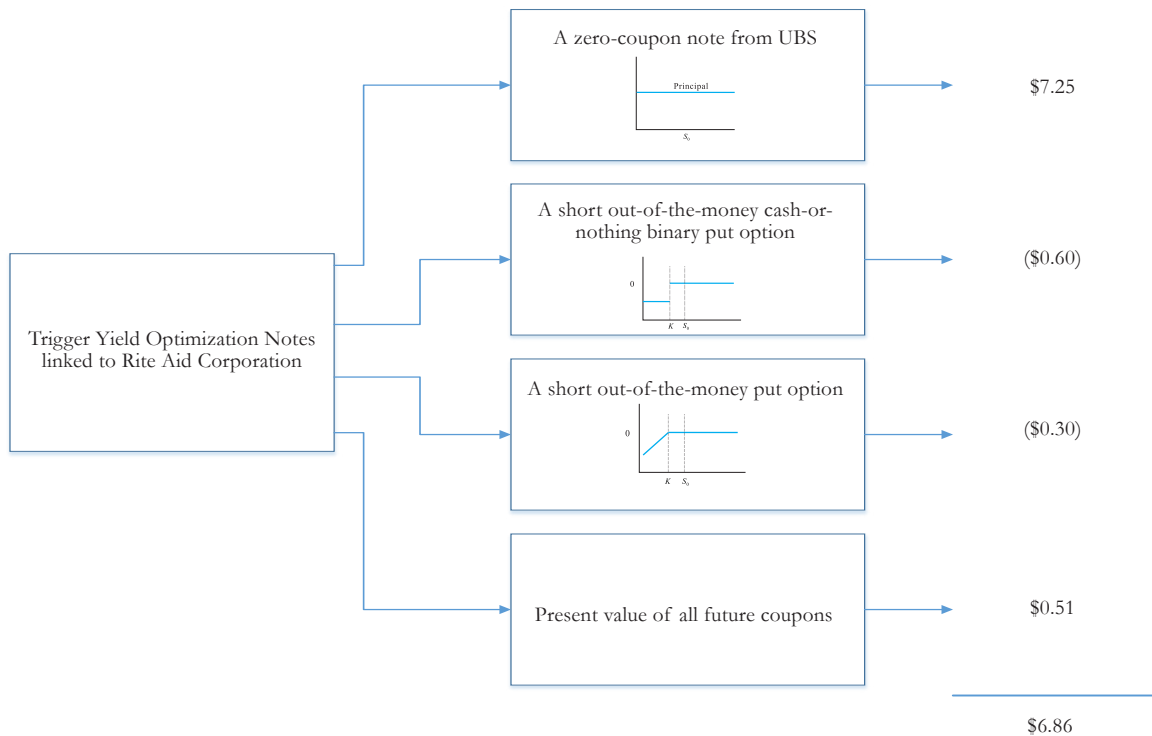 A zero-coupon note from UBS
Principal
S₀
$7.25
A short out-of-the-money cash-or-
nothing binary put option
0
K S₀
($0.60)
Trigger Yield Optimization Notes
linked to Rite Aid Corporation
A short out-of-the-money put option
0
K S₀
($0.30)
Present value of all future coupons
$0.51
$6.86